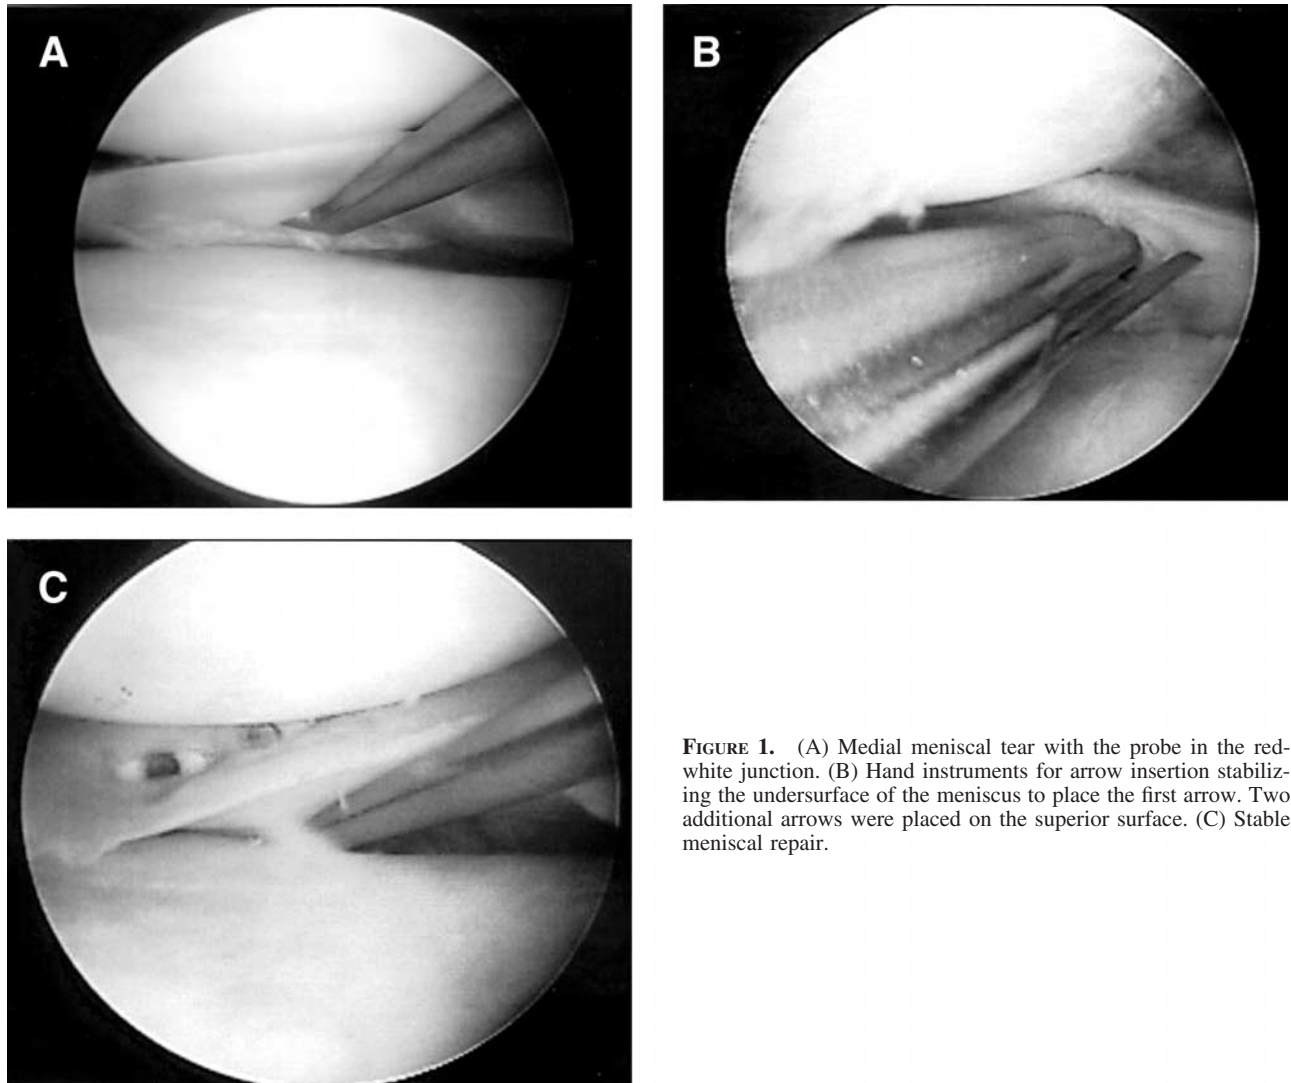 A
B
C
FIGURE 1. (A) Medial meniscal tear with the probe in the red-
white junction. (B) Hand instruments for arrow insertion stabiliz-
ing the undersurface of the meniscus to place the first arrow. Two
additional arrows were placed on the superior surface. (C) Stable
meniscal repair.